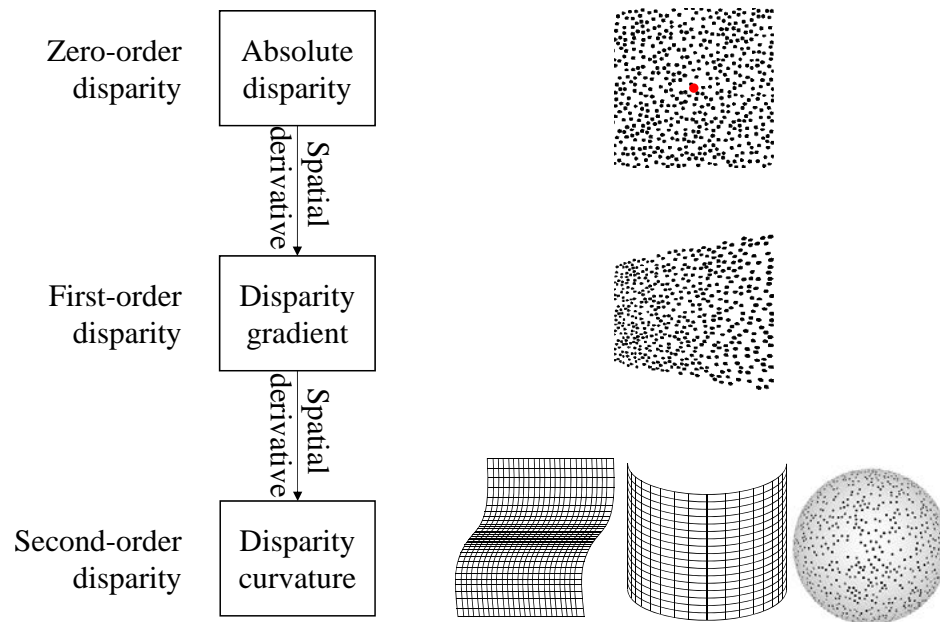 Zero-order
disparity
Absolute
disparity
Spatial
derivative
First-order
disparity
Disparity
gradient
Spatial
derivative
Second-order
disparity
Disparity
curvature